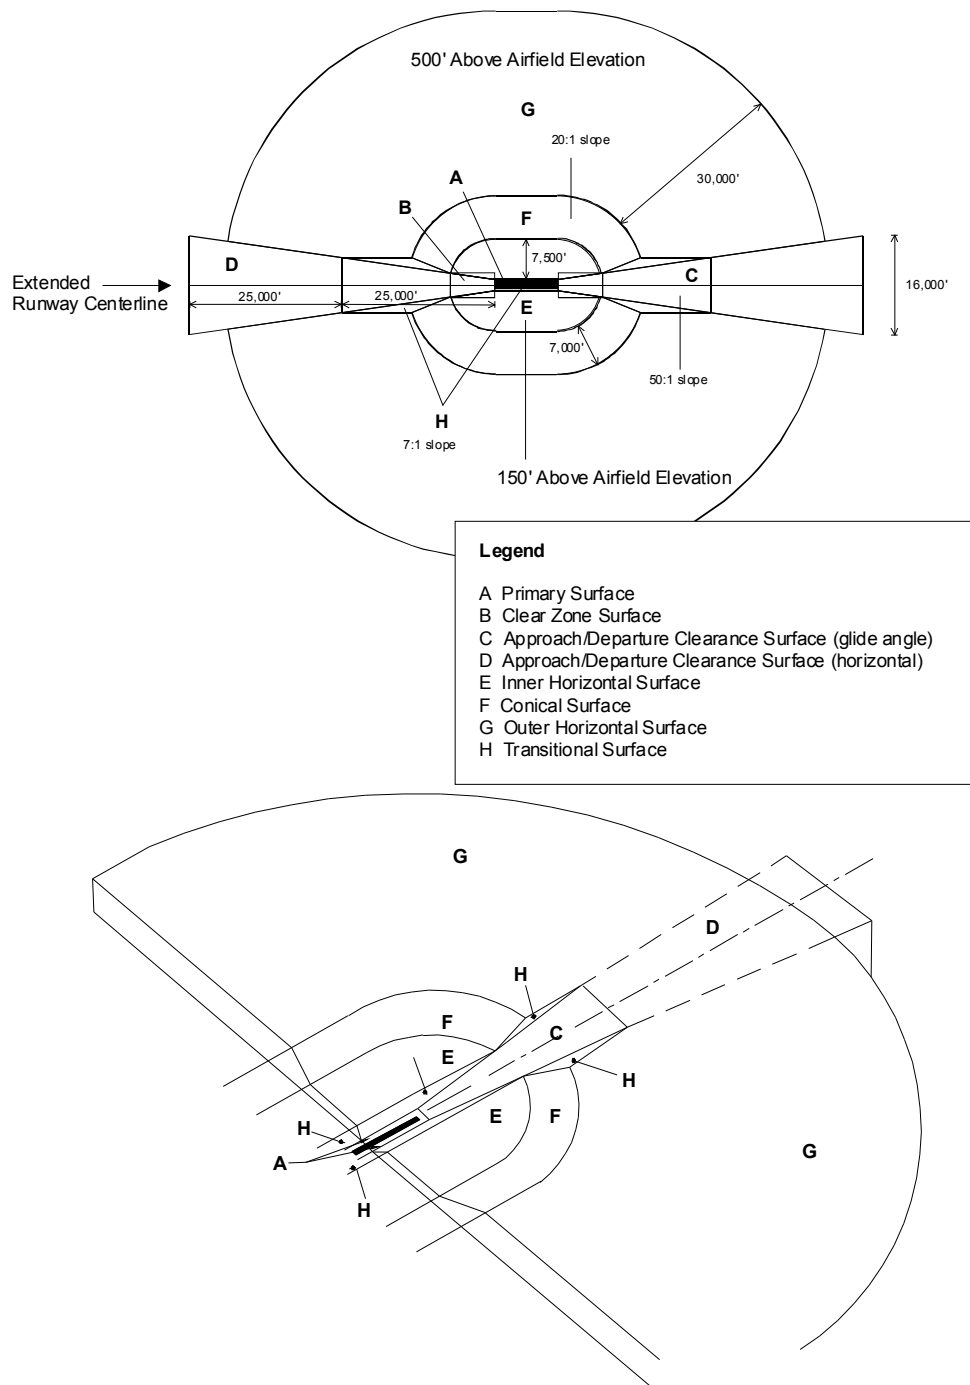 500' Above Airfield Elevation
G
20:1 slope
A
30,000'
B
F
7,500'
D
C
Extended
Runway Centerline
25,000'
25,000'
16,000'
E
7,000'
50:1 slope
H
7:1 slope
150' Above Airfield Elevation
Legend
A Primary Surface
B Clear Zone Surface
C Approach/Departure Clearance Surface (glide angle)
D Approach/Departure Clearance Surface (horizontal)
E Inner Horizontal Surface
F Conical Surface
G Outer Horizontal Surface
H Transitional Surface
G
D
H
F
C
E
H
E
F
H
A
G
H